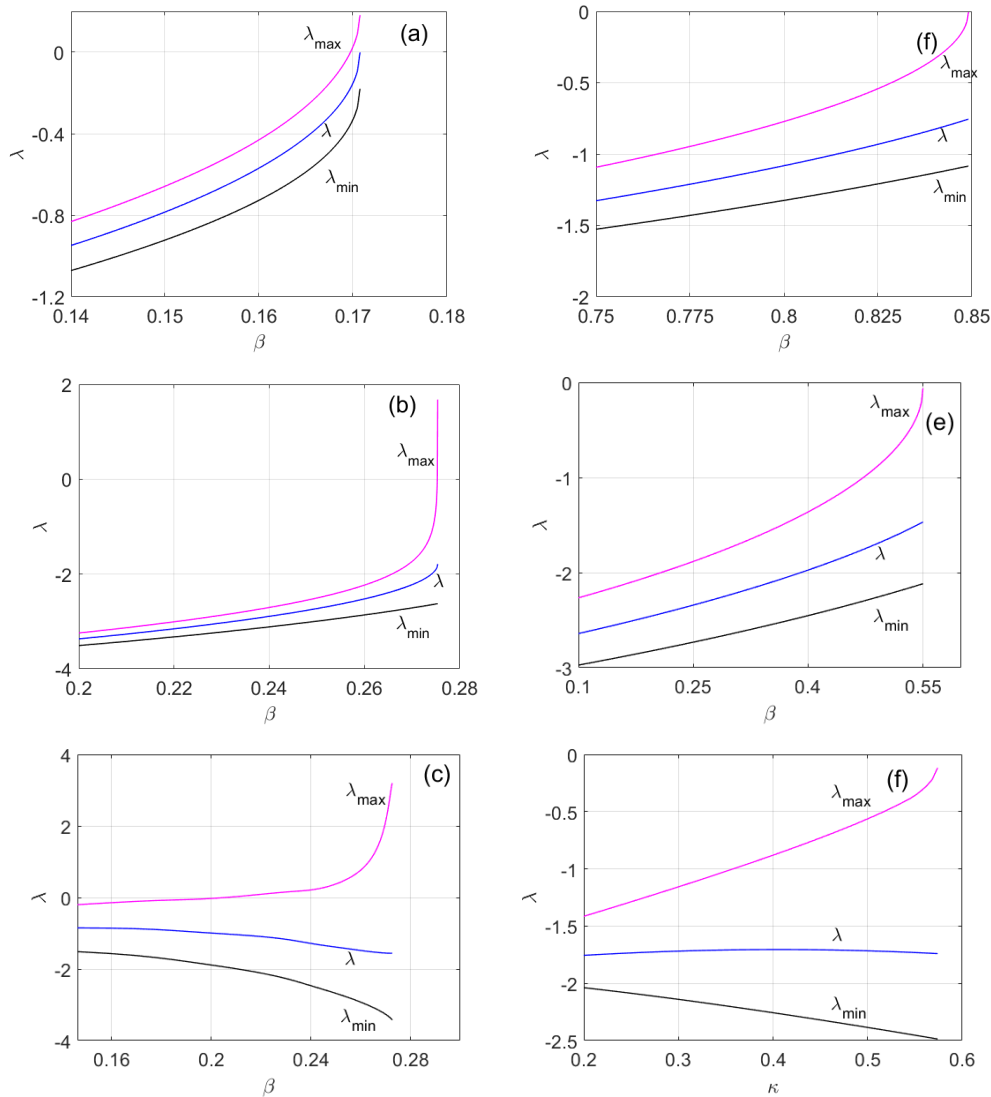 (a)
λmax
λ
λmin
0
-0.4
-0.8
-1.2
λ
0.14 0.15 0.16 0.17 0.18
β
(f)
λmax
λ
λmin
0
-0.5
-1
-1.5
-2
λ
0.75 0.775 0.8 0.825 0.85
β
(b)
λmax
λ
λmin
2
0
-2
-4
λ
0.2 0.22 0.24 0.26 0.28
β
(e)
λmax
λ
λmin
0
-1
-2
-3
λ
0.1 0.25 0.4 0.55
β
(c)
λmax
λ
λmin
4
2
0
-2
-4
λ
0.16 0.2 0.24 0.28
β
(f)
λmax
λ
λmin
0
-0.5
-1
-1.5
-2
-2.5
λ
0.2 0.3 0.4 0.5 0.6
κ